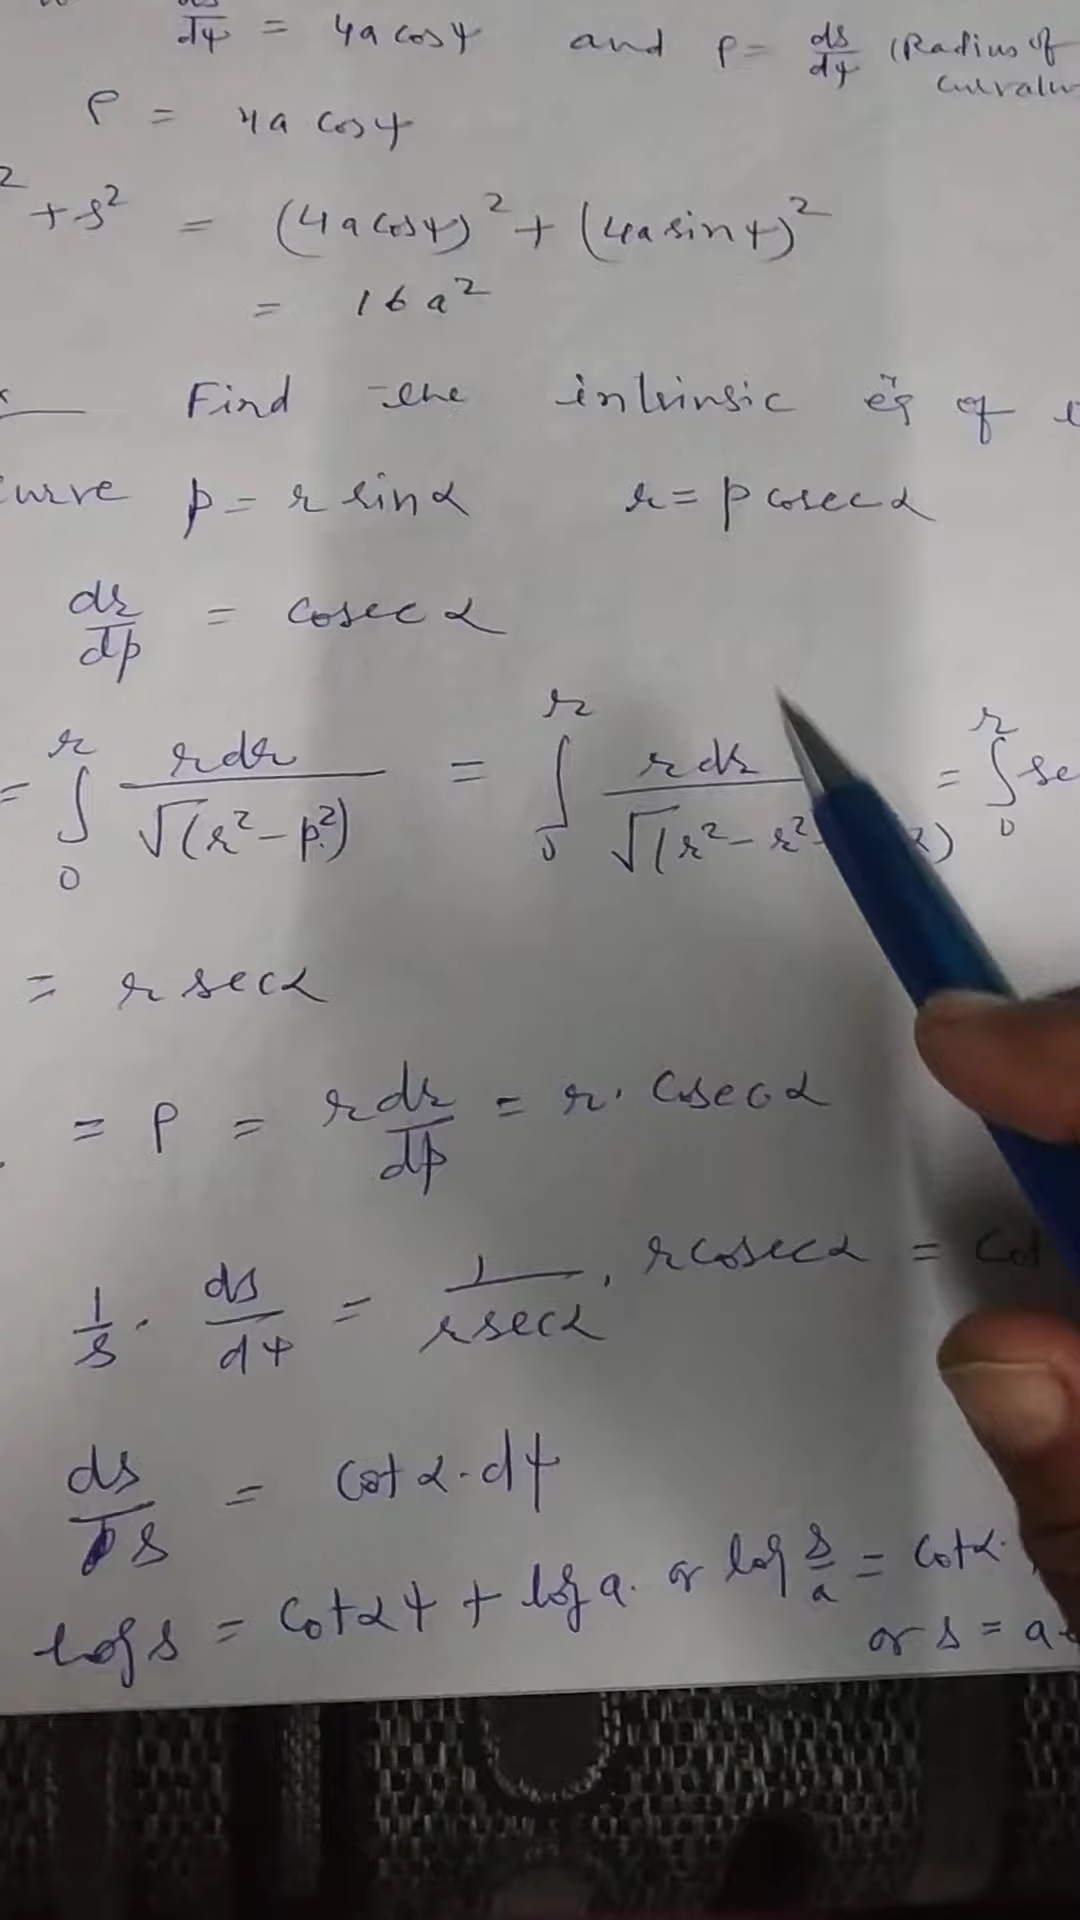 ds/dψ = 4a cosψ and ρ = ds/dψ (Radius of
ρ = 4a cosψ
² + s² = (4a cosψ)² + (4a sinψ)²
= 16a²
Find the intrinsic eq of
curve p = r sinα r = p cosecα
dr/dp = cosecα
= ∫₀ʳ r dr/√(r² - p²) = ∫₀ʳ r dr/√(r² - r² = ∫₀ʳ
= r secα
= ρ = r dr/dp = r. cosecα
1/s . ds/dψ = 1/r secα . r cosecα = cot
ds/s = cotα.dψ
log s = cotα ψ + log a. or log s/a = cotα.
or s = a